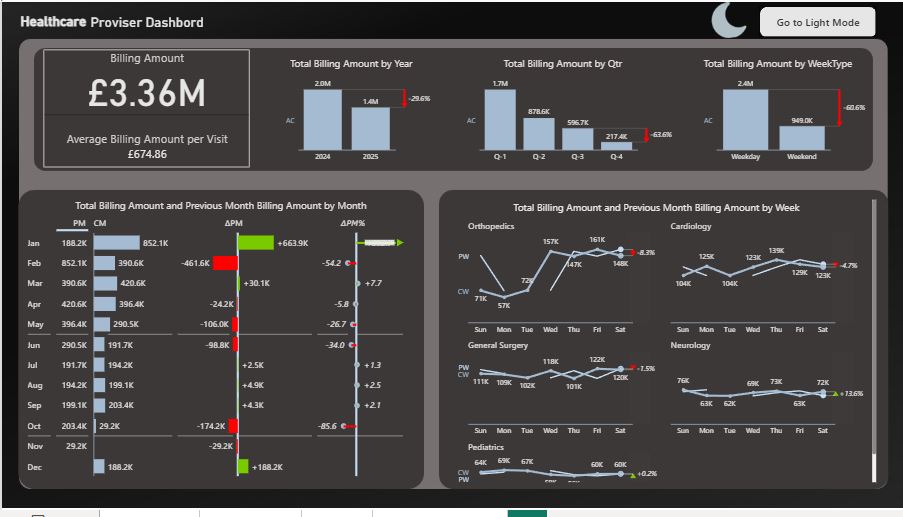 Healthcare Proviser Dashbord
Go to Light Mode
Billing Amount
£3.36M
Average Billing Amount per Visit
£674.86
Total Billing Amount by Year
2.0M
1.4M
-29.6%
AC
2024 2025
Total Billing Amount by Qtr
1.7M
878.6K
596.7K
217.4K
-63.6%
AC
Q-1 Q-2 Q-3 Q-4
Total Billing Amount by WeekType
2.4M
949.0K
-60.6%
AC
Weekday Weekend
Total Billing Amount and Previous Month Billing Amount by Month
PM CM ΔPM ΔPM%
Jan 188.2K 852.1K +663.9K
Feb 852.1K 390.6K -461.6K -54.2
Mar 390.6K 420.6K +30.1K +7.7
Apr 420.6K 396.4K -24.2K -5.8
May 396.4K 290.5K -106.0K -26.7
Jun 290.5K 191.7K -98.8K -34.0
Jul 191.7K 194.2K +2.5K +1.3
Aug 194.2K 199.1K +4.9K +2.5
Sep 199.1K 203.4K +4.3K +2.1
Oct 203.4K 29.2K -174.2K -85.6
Nov 29.2K -29.2K
Dec 188.2K +188.2K
Total Billing Amount and Previous Month Billing Amount by Week
Orthopedics
PW
CW
71K 57K 72K 157K 147K 161K 148K
-8.3%
Sun Mon Tue Wed Thu Fri Sat
Cardiology
104K 125K 104K 123K 139K 129K 123K
-4.7%
Sun Mon Tue Wed Thu Fri Sat
General Surgery
PW
CW
111K 109K 102K 118K 101K 122K 120K
-1.5%
Sun Mon Tue Wed Thu Fri Sat
Neurology
76K 63K 62K 69K 73K 63K 72K
+13.6%
Sun Mon Tue Wed Thu Fri Sat
Pediatrics
CW
PW
64K 69K 67K 60K 60K
+0.2%